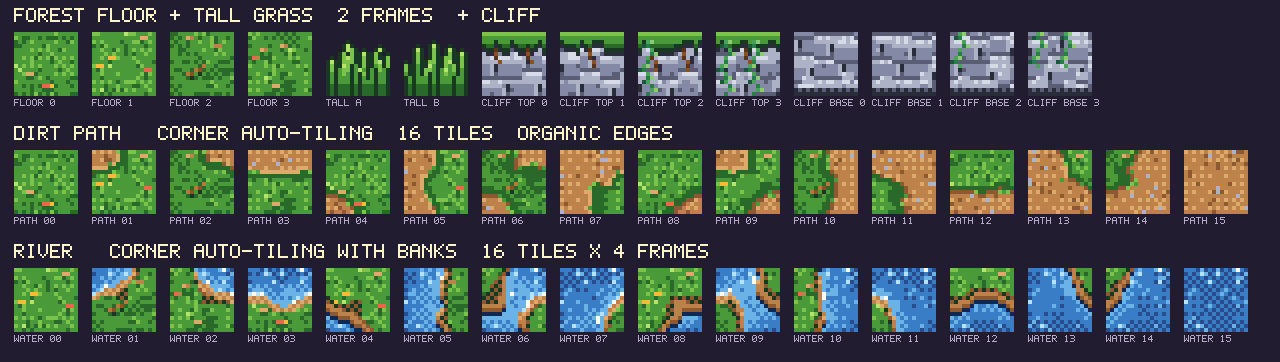 FOREST FLOOR + TALL GRASS 2 FRAMES + CLIFF
FLOOR 0 FLOOR 1 FLOOR 2 FLOOR 3 TALL A TALL B CLIFF TOP 0 CLIFF TOP 1 CLIFF TOP 2 CLIFF TOP 3 CLIFF BASE 0 CLIFF BASE 1 CLIFF BASE 2 CLIFF BASE 3
DIRT PATH CORNER AUTO-TILING 16 TILES ORGANIC EDGES
PATH 00 PATH 01 PATH 02 PATH 03 PATH 04 PATH 05 PATH 06 PATH 07 PATH 08 PATH 09 PATH 10 PATH 11 PATH 12 PATH 13 PATH 14 PATH 15
RIVER CORNER AUTO-TILING WITH BANKS 16 TILES X 4 FRAMES
WATER 00 WATER 01 WATER 02 WATER 03 WATER 04 WATER 05 WATER 06 WATER 07 WATER 08 WATER 09 WATER 10 WATER 11 WATER 12 WATER 13 WATER 14 WATER 15